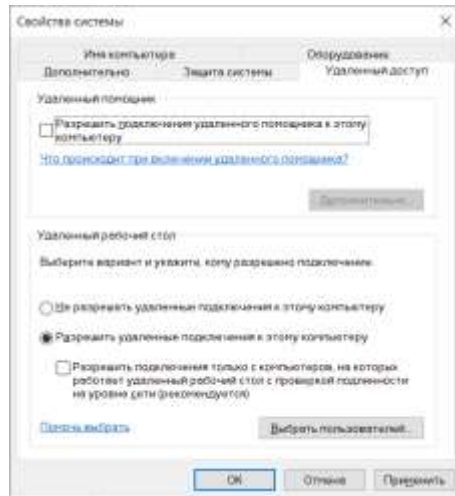 Свойства системы
Имя компьютера
Оборудование
Дополнительно
Защита системы
Удаленный доступ
Удаленный помощник
Разрешить подключения удаленного помощника к этому
компьютеру
Что происходит при включении удаленного помощника?
Дополнительно...
Удаленный рабочий стол
Выберите вариант и укажите, кому разрешено подключение.
Не разрешать удаленные подключения к этому компьютеру
Разрешить удаленные подключения к этому компьютеру
Разрешить подключения только с компьютеров, на которых
работает удаленный рабочий стол с проверкой подлинности
на уровне сети (рекомендуется)
Помочь выбрать
Выбрать пользователей...
ОК
Отмена
Применить